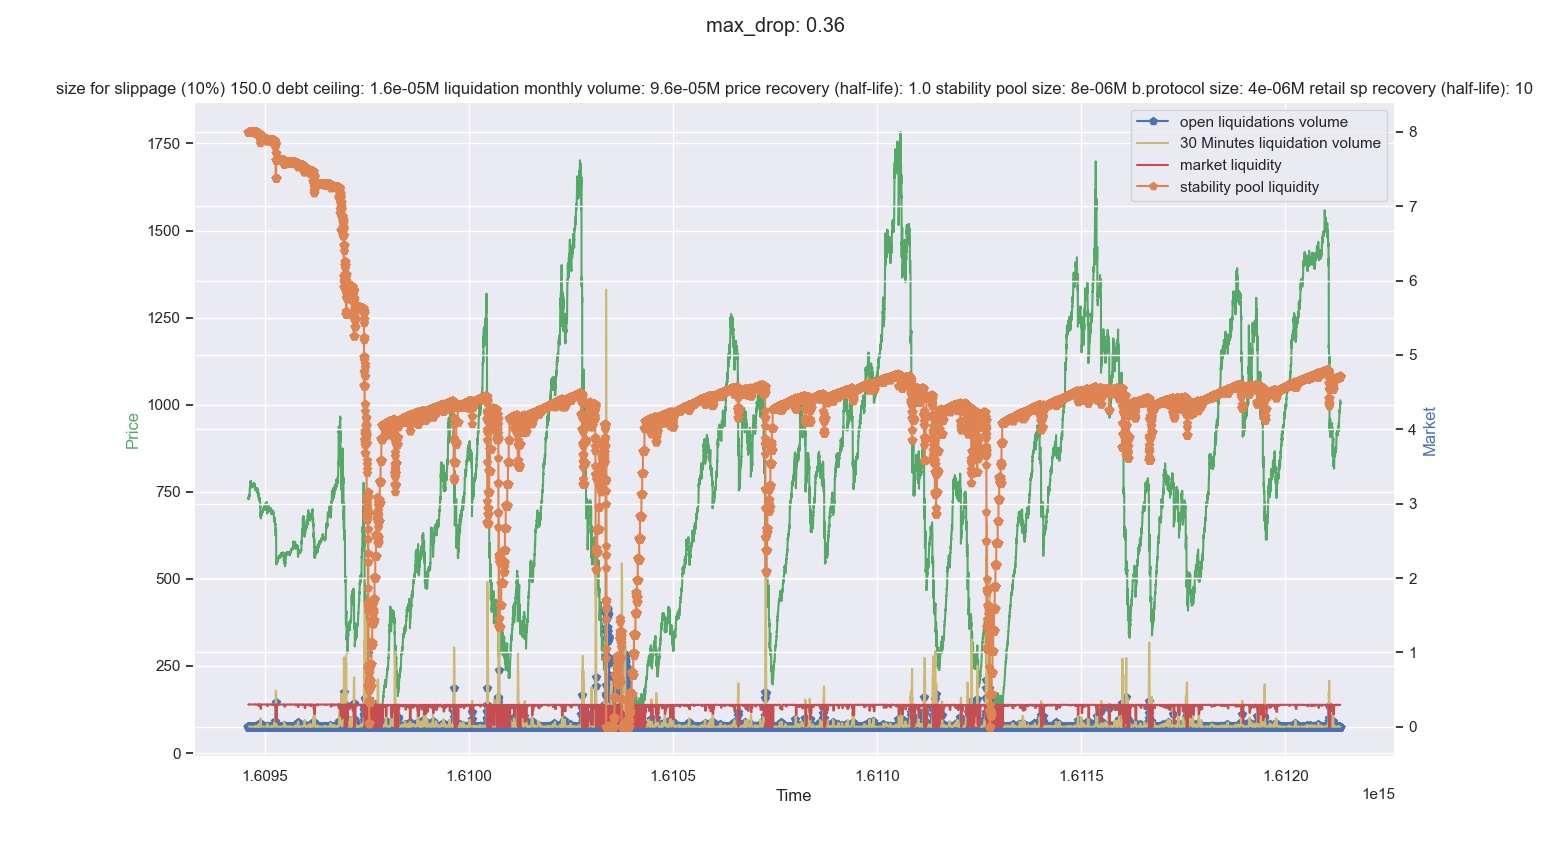 max_drop: 0.36
size for slippage (10%) 150.0 debt ceiling: 1.6e-05M liquidation monthly volume: 9.6e-05M price recovery (half-life): 1.0 stability pool size: 8e-06M b.protocol size: 4e-06M retail sp recovery (half-life): 10
open liquidations volume
30 Minutes liquidation volume
market liquidity
stability pool liquidity
1750
1500
1250
1000
750
500
250
0
Price
8
7
6
5
4
3
2
1
0
Market
1.6095
1.6100
1.6105
1.6110
1.6115
1.6120
1e15
Time